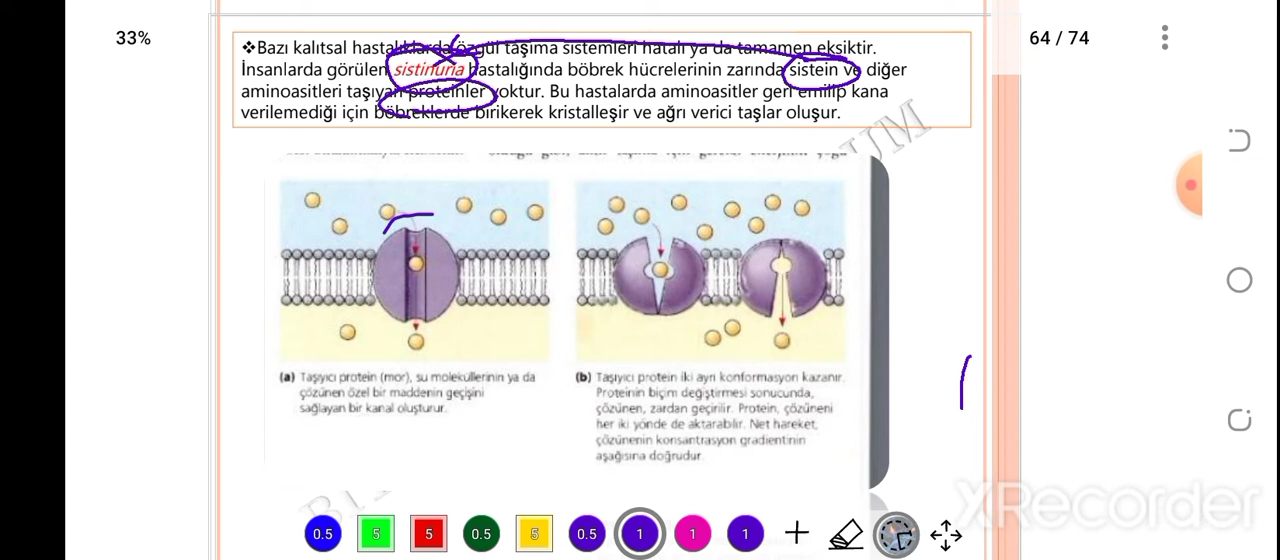 33%
64 / 74
❖Bazı kalıtsal hastalıklarda özgül taşıma sistemleri hatalı ya da tamamen eksiktir.
İnsanlarda görülen sistinuria hastalığında böbrek hücrelerinin zarında sistein ve diğer
aminoasitleri taşıyan proteinler yoktur. Bu hastalarda aminoasitler geri emilip kana
verilemediği için böbreklerde birikerek kristalleşir ve ağrı verici taşlar oluşur.
UM
(a) Taşıyıcı protein (mor), su moleküllerinin ya da
çözünen özel bir maddenin geçişini
sağlayan bir kanal oluşturur.
(b) Taşıyıcı protein iki ayrı konformasyon kazanır.
Proteinin biçim değiştirmesi sonucunda,
çözünen, zardan geçirilir. Protein, çözüneni
her iki yönde de aktarabilir. Net hareket,
çözünenin konsantrasyon gradientinin
aşağısına doğrudur.
XRecorder
0.5 5 5 0.5 5 0.5 1 1 1